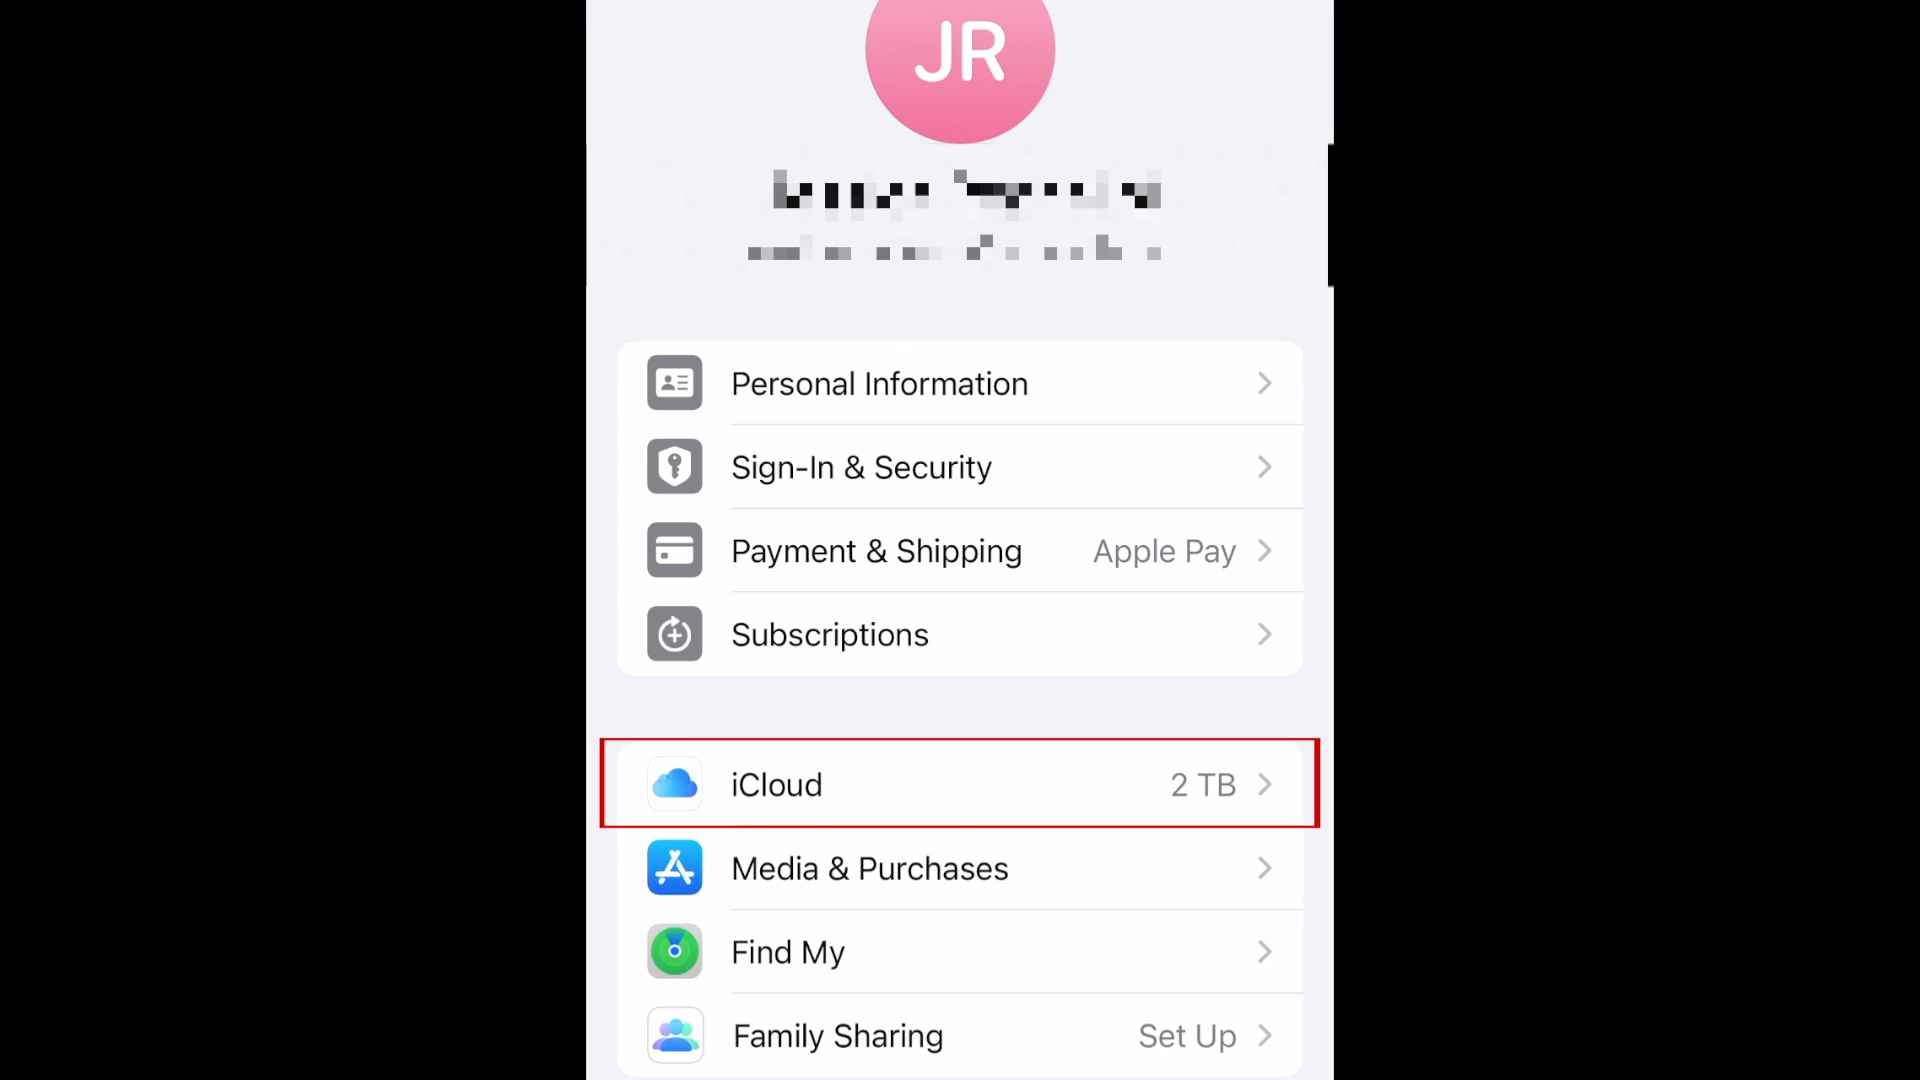 JR
Personal Information
Sign-In & Security
Payment & Shipping Apple Pay
Subscriptions
iCloud 2 TB
Media & Purchases
Find My
Family Sharing Set Up